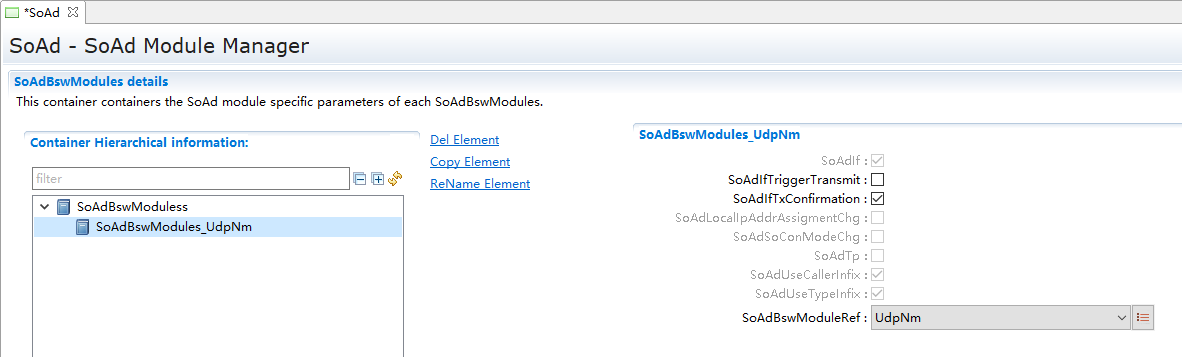 *SoAd
SoAd - SoAd Module Manager
SoAdBswModules details
This container containers the SoAd module specific parameters of each SoAdBswModules.
Container Hierarchical information:
filter
SoAdBswModuless
SoAdBswModules_UdpNm
Del Element
Copy Element
ReName Element
SoAdBswModules_UdpNm
SoAdIf :
SoAdIfTriggerTransmit :
SoAdIfTxConfirmation :
SoAdLocalIpAddrAssigmentChg :
SoAdSoConModeChg :
SoAdTp :
SoAdUseCallerInfix :
SoAdUseTypeInfix :
SoAdBswModuleRef : UdpNm